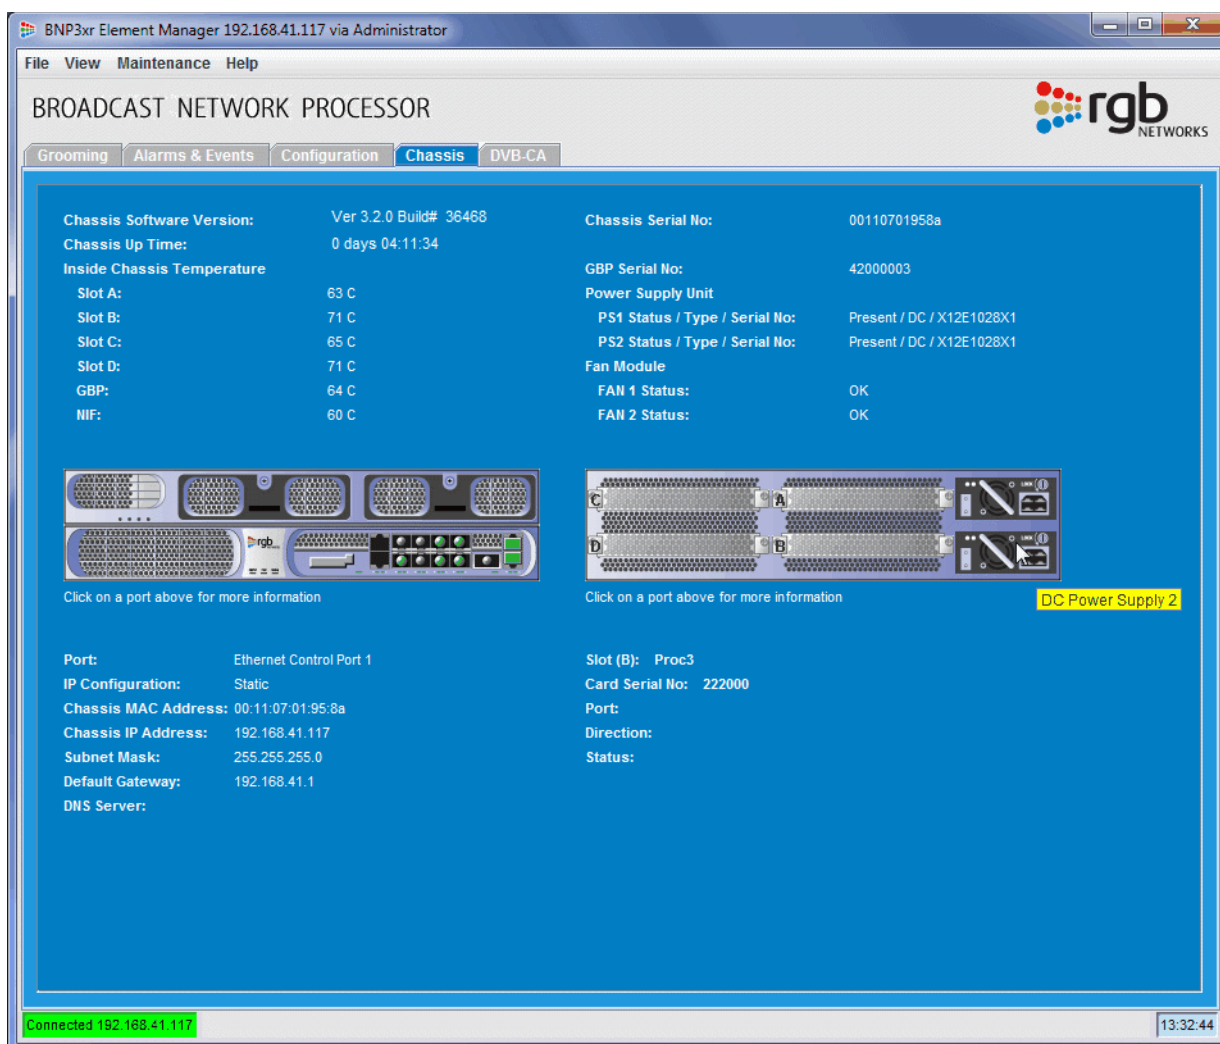 BNP3xr Element Manager 192.168.41.117 via Administrator
File View Maintenance Help
BROADCAST NETWORK PROCESSOR
rgb
NETWORKS
Grooming Alarms & Events Configuration Chassis DVB-CA
Chassis Software Version: Ver 3.2.0 Build# 36468
Chassis Up Time: 0 days 04:11:34
Inside Chassis Temperature
Slot A: 63 C
Slot B: 71 C
Slot C: 65 C
Slot D: 71 C
GBP: 64 C
NIF: 60 C
Chassis Serial No: 00110701958a
GBP Serial No: 42000003
Power Supply Unit
PS1 Status / Type / Serial No: Present / DC / X12E1028X1
PS2 Status / Type / Serial No: Present / DC / X12E1028X1
Fan Module
FAN 1 Status: OK
FAN 2 Status: OK
rgb
C A
D B
Click on a port above for more information
Click on a port above for more information
DC Power Supply 2
Port: Ethernet Control Port 1
IP Configuration: Static
Chassis MAC Address: 00:11:07:01:95:8a
Chassis IP Address: 192.168.41.117
Subnet Mask: 255.255.255.0
Default Gateway: 192.168.41.1
DNS Server:
Slot (B): Proc3
Card Serial No: 222000
Port:
Direction:
Status:
Connected 192.168.41.117
13:32:44